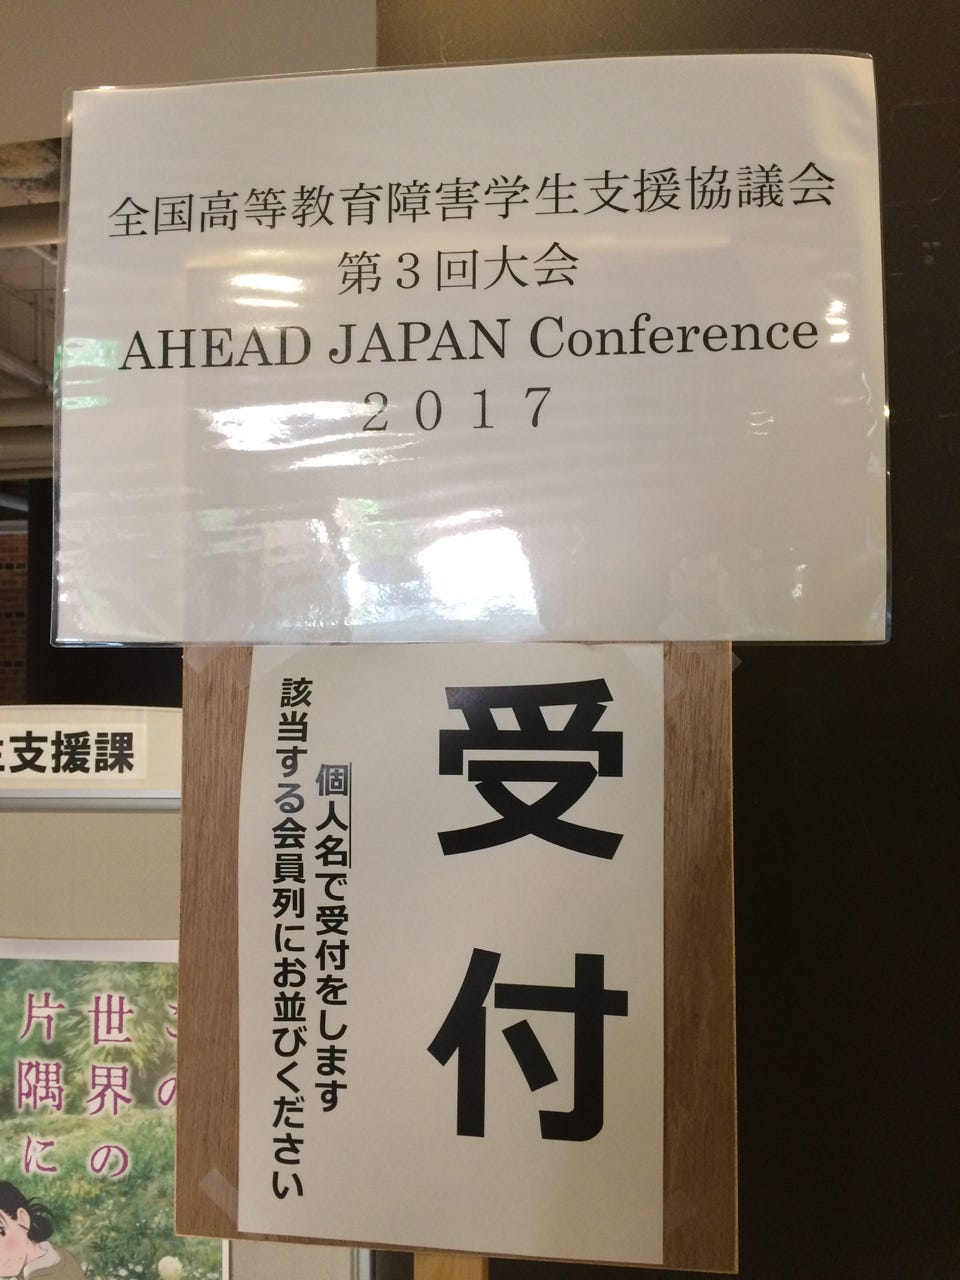 全国高等教育障害学生支援協議会
第3回大会
AHEAD JAPAN Conference
2017
受付
個人名で受付をします
該当する会員列にお並びください
生支援課
この
世界の
片隅に